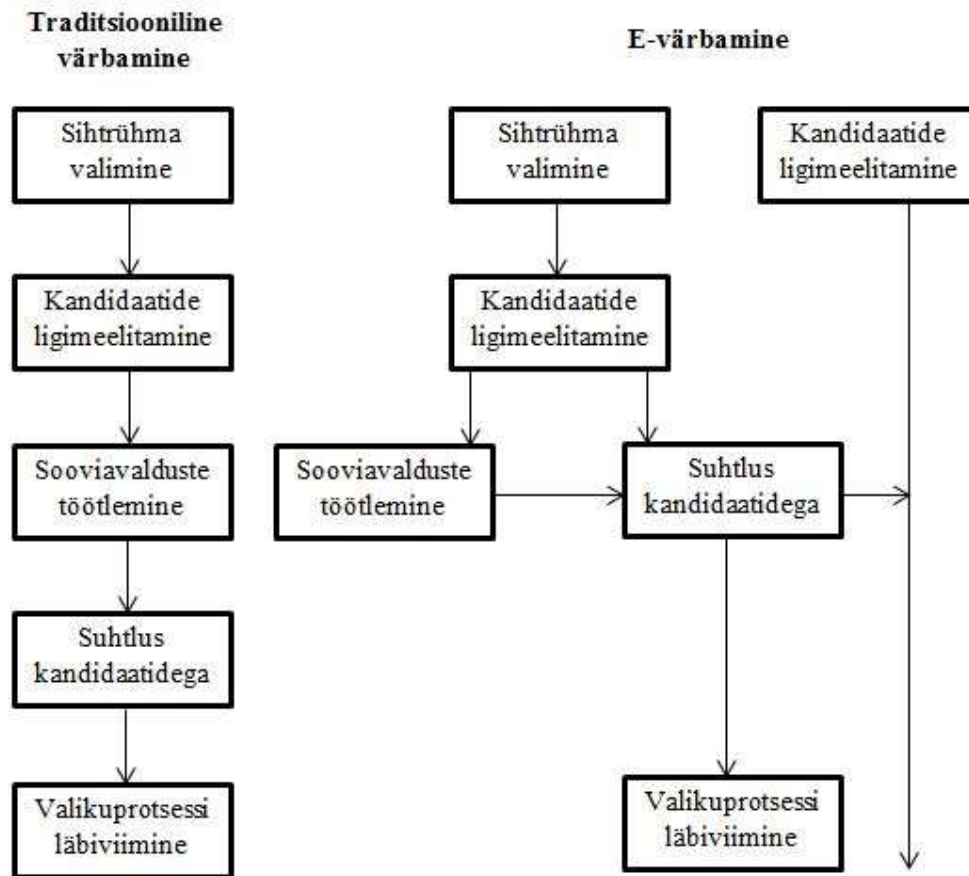 Traditsiooniline
värbamine
Sihtrühma
valimine
Kandidaatide
ligimeelitamine
Sooviavalduste
töötlemine
Suhtlus
kandidaatidega
Valikuprotsessi
läbiviimine
E-värbamine
Sihtrühma
valimine
Kandidaatide
ligimeelitamine
Kandidaatide
ligimeelitamine
Sooviavalduste
töötlemine
Suhtlus
kandidaatidega
Valikuprotsessi
läbiviimine